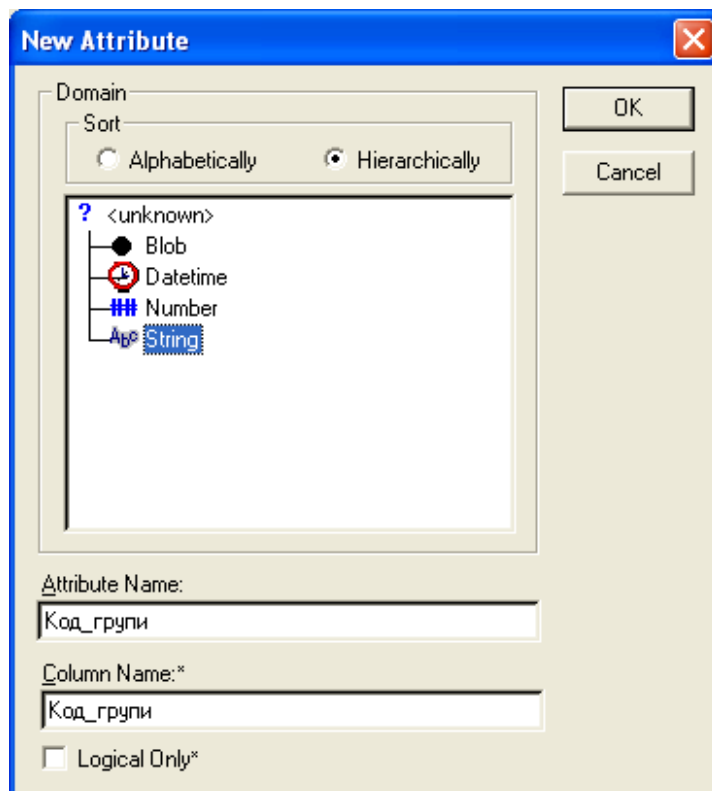 New Attribute
Domain
Sort
Alphabetically Hierarchically
OK
Cancel
? <unknown>
Blob
Datetime
Number
Abc String
Attribute Name:
Код_групи
Column Name:*
Код_групи
Logical Only*